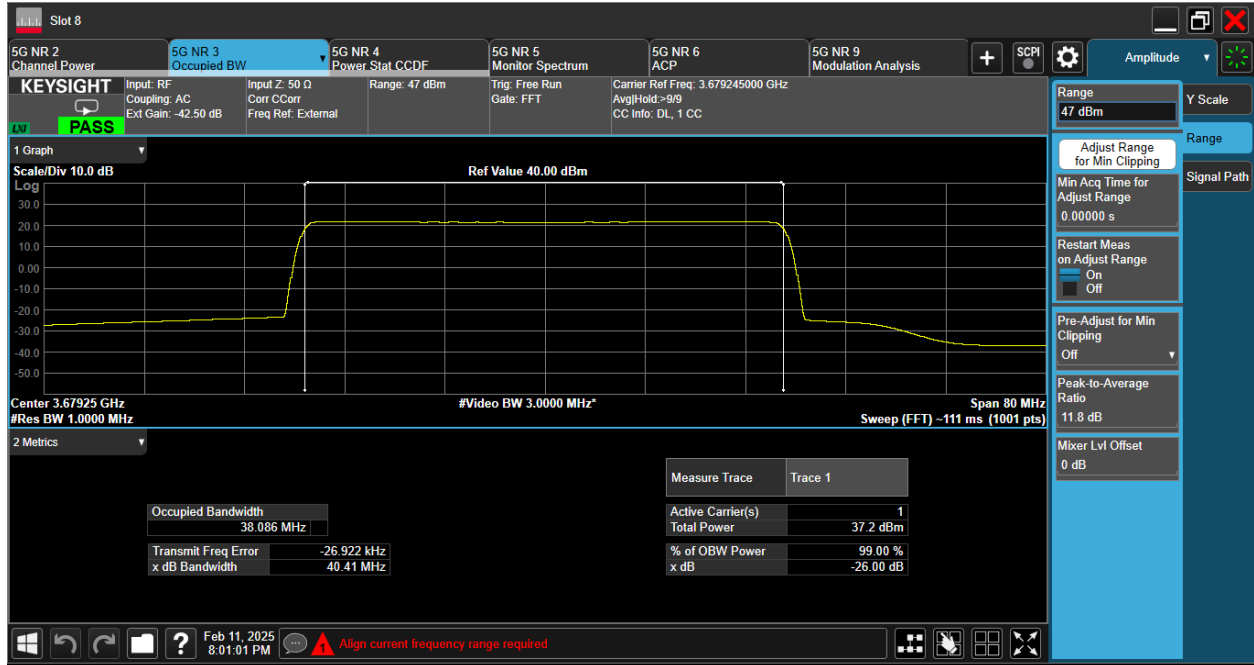 Slot 8
5G NR 2
Channel Power
5G NR 3
Occupied BW
5G NR 4
Power Stat CCDF
5G NR 5
Monitor Spectrum
5G NR 6
ACP
5G NR 9
Modulation Analysis
+
SCPI
Amplitude
KEYSIGHT
LXI
PASS
Input: RF
Coupling: AC
Ext Gain: -42.50 dB
Input Z: 50 Ω
Corr CCorr
Freq Ref: External
Range: 47 dBm
Trig: Free Run
Gate: FFT
Carrier Ref Freq: 3.679245000 GHz
Avg|Hold:>9/9
CC Info: DL, 1 CC
1 Graph
Scale/Div 10.0 dB
Ref Value 40.00 dBm
Log
30.0
20.0
10.0
0.00
-10.0
-20.0
-30.0
-40.0
-50.0
Center 3.67925 GHz
#Video BW 3.0000 MHz*
Span 80 MHz
#Res BW 1.0000 MHz
Sweep (FFT) ~111 ms (1001 pts)
2 Metrics
Measure Trace
Trace 1
Occupied Bandwidth
38.086 MHz
Active Carrier(s) 1
Total Power 37.2 dBm
Transmit Freq Error -26.922 kHz
x dB Bandwidth 40.41 MHz
% of OBW Power 99.00 %
x dB -26.00 dB
Range
47 dBm
Adjust Range
for Min Clipping
Min Acq Time for
Adjust Range
0.00000 s
Restart Meas
on Adjust Range
On
Off
Pre-Adjust for Min
Clipping
Off
Peak-to-Average
Ratio
11.8 dB
Mixer Lvl Offset
0 dB
Y Scale
Range
Signal Path
?
Feb 11, 2025
8:01:01 PM
1
Align current frequency range required